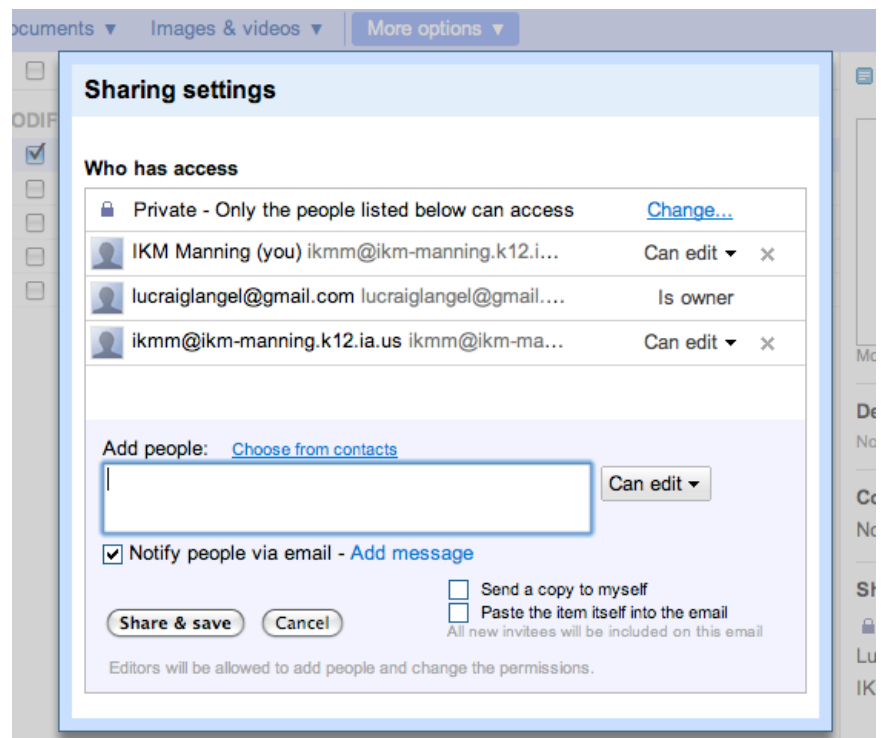 ocuments ▼ Images & videos ▼ More options ▼
Sharing settings
ODIF
Who has access
Private - Only the people listed below can access Change...
IKM Manning (you) ikmm@ikm-manning.k12.i... Can edit
lucraiglangel@gmail.com lucraiglangel@gmail.... Is owner
ikmm@ikm-manning.k12.ia.us ikmm@ikm-ma... Can edit
Mo
De
No
Add people: Choose from contacts
Can edit
Co
No
Notify people via email - Add message
Send a copy to myself
Sh
Paste the item itself into the email
Share & save Cancel
All new invitees will be included on this email
Lu
Editors will be allowed to add people and change the permissions.
IK